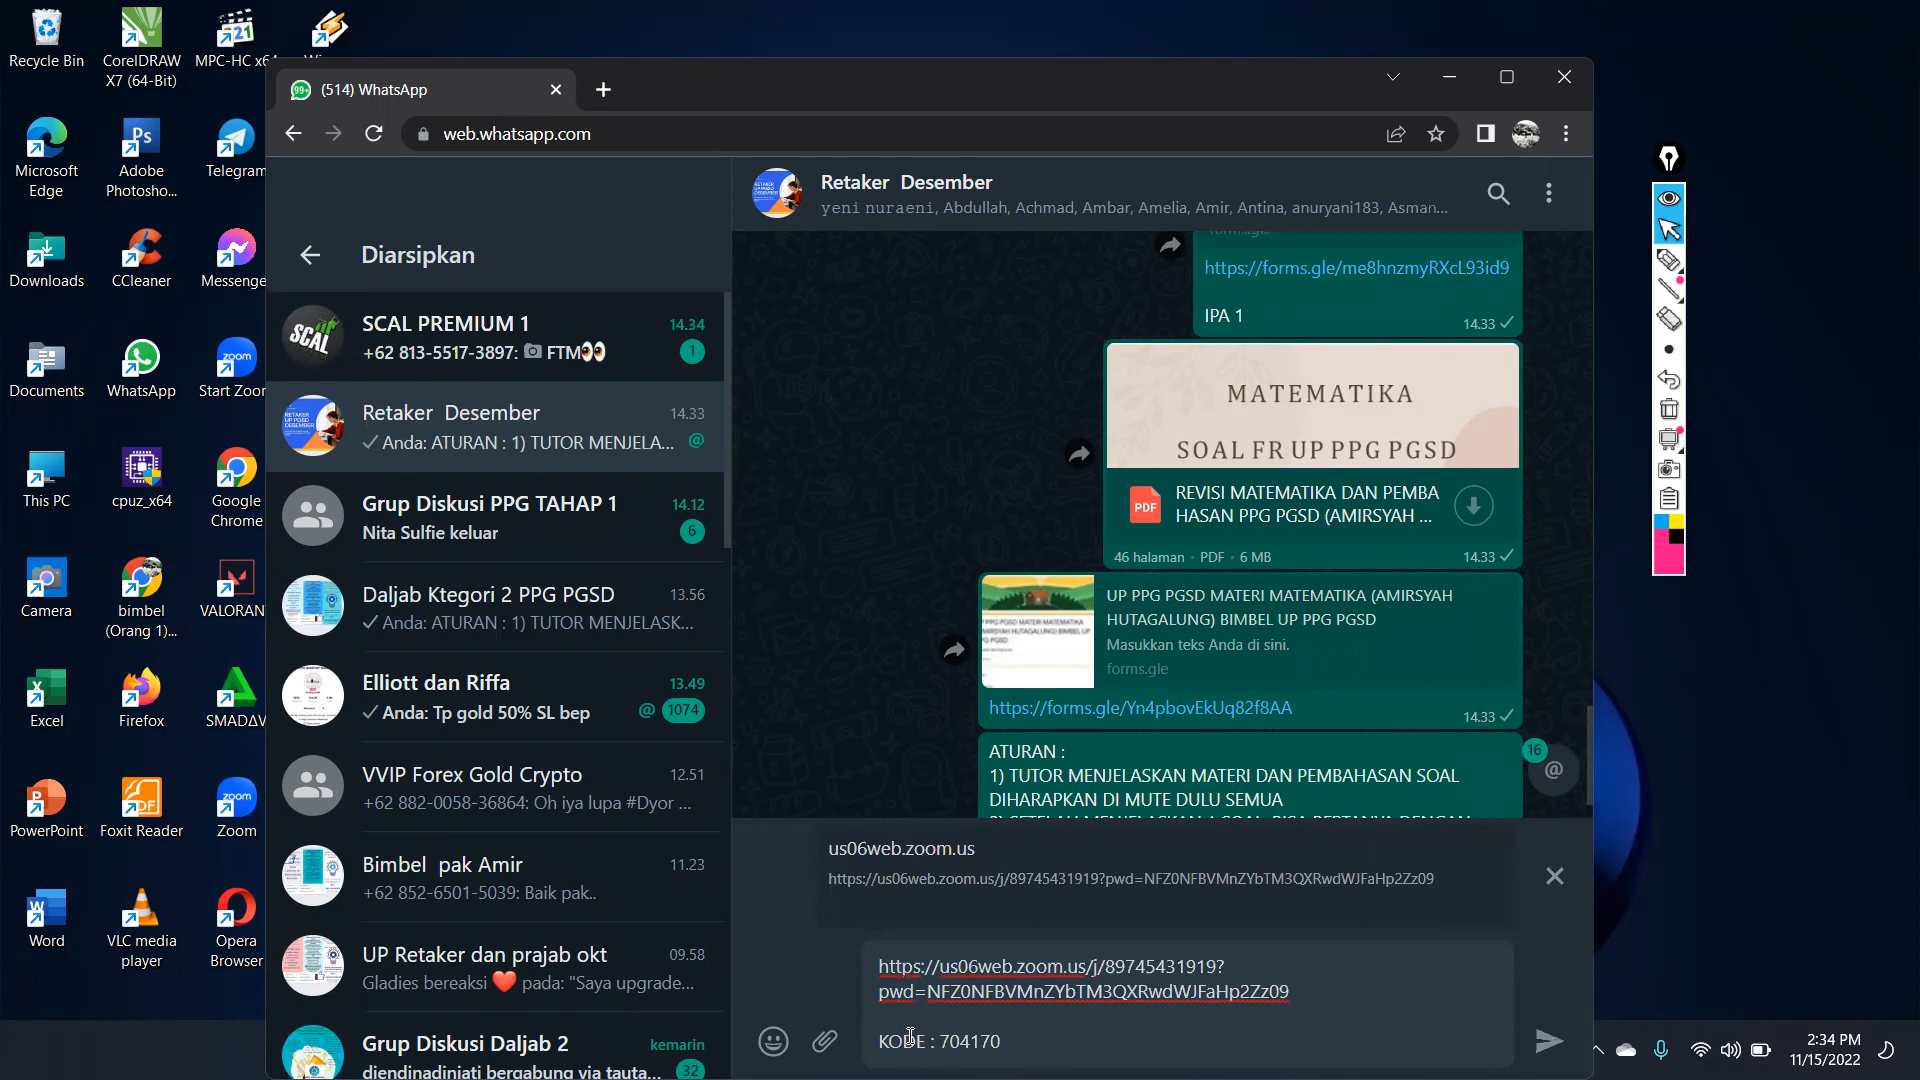 Recycle Bin
CorelDRAW
X7 (64-Bit)
MPC-HC x64
(514) WhatsApp
web.whatsapp.com
Microsoft
Edge
Adobe
Photosho...
Telegram
Downloads
CCleaner
Messenge
Documents
WhatsApp
Start Zoor
This PC
cpuz_x64
Google
Chrome
Camera
bimbel
(Orang 1)...
VALORAN
Excel
Firefox
SMADAV
PowerPoint
Foxit Reader
Zoom
Word
VLC media
player
Opera
Browser
Diarsipkan
SCAL PREMIUM 1
14.34
+62 813-5517-3897: FTM👀
1
Retaker Desember
14.33
Anda: ATURAN : 1) TUTOR MENJELA...
@
Grup Diskusi PPG TAHAP 1
14.12
Nita Sulfie keluar
6
Daljab Ktegori 2 PPG PGSD
13.56
Anda: ATURAN : 1) TUTOR MENJELASK...
Elliott dan Riffa
13.49
Anda: Tp gold 50% SL bep
@ 1074
VVIP Forex Gold Crypto
12.51
+62 882-0058-36864: Oh iya lupa #Dyor ...
Bimbel pak Amir
11.23
+62 852-6501-5039: Baik pak..
UP Retaker dan prajab okt
09.58
Gladies bereaksi ❤️ pada: "Saya upgrade...
Grup Diskusi Daljab 2
kemarin
diendinadiniati bergabung via tauta...
32
Retaker Desember
yeni nuraeni, Abdullah, Achmad, Ambar, Amelia, Amir, Antina, anuryani183, Asman...
forms.gle
https://forms.gle/me8hnzmyRXcL93id9
IPA 1
14.33
MATEMATIKA
SOAL FR UP PPG PGSD
PDF
REVISI MATEMATIKA DAN PEMBA
HASAN PPG PGSD (AMIRSYAH ...
46 halaman • PDF • 6 MB
14.33
UP PPG PGSD MATERI MATEMATIKA (AMIRSYAH
HUTAGALUNG) BIMBEL UP PPG PGSD
Masukkan teks Anda di sini.
forms.gle
https://forms.gle/Yn4pbovEkUq82f8AA
14.33
ATURAN :
1) TUTOR MENJELASKAN MATERI DAN PEMBAHASAN SOAL
DIHARAPKAN DI MUTE DULU SEMUA
16
@
us06web.zoom.us
https://us06web.zoom.us/j/89745431919?pwd=NFZ0NFBVMnZYbTM3QXRwdWJFaHp2Zz09
https://us06web.zoom.us/j/89745431919?
pwd=NFZ0NFBVMnZYbTM3QXRwdWJFaHp2Zz09
KODE : 704170
2:34 PM
11/15/2022